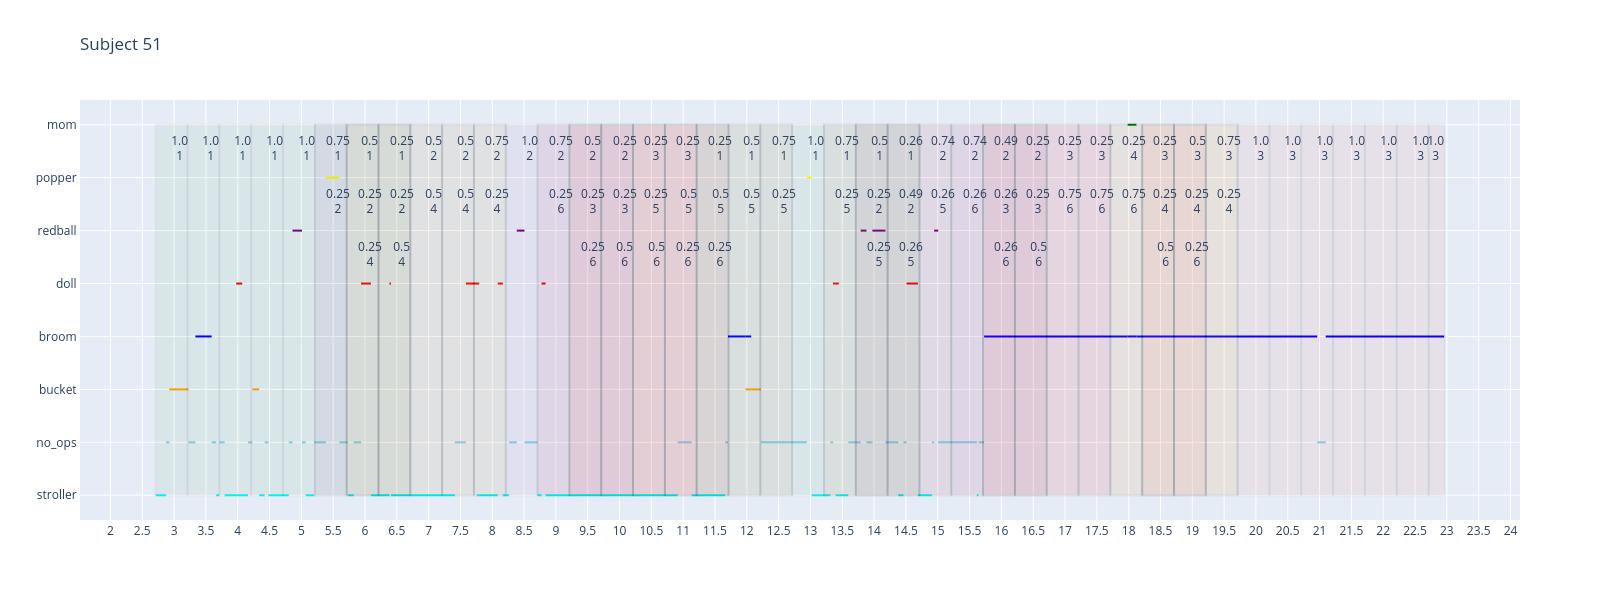 Subject 51
mom
1.0 1.0 1.0 1.0 1.0 0.75 0.5 0.25 0.5 0.5 0.75 1.0 0.75 0.5 0.5 0.25 0.25 0.25 0.5 0.75 1.0 0.75 0.5 0.26 0.74 0.74 0.49 0.25 0.25 0.25 0.25 0.25 0.5 0.75 1.0 1.0 1.0 1.0 1.0 1.0 1.0
1 1 1 1 1 1 1 1 2 2 2 2 2 2 2 3 3 1 1 1 1 1 1 1 2 2 2 2 3 3 4 3 3 3 3 3 3 3 3 3 3
popper
0.25 0.25 0.25 0.5 0.5 0.25 0.25 0.25 0.25 0.25 0.5 0.5 0.5 0.25 0.25 0.25 0.49 0.26 0.26 0.26 0.25 0.75 0.75 0.75 0.25 0.25 0.25
2 2 2 4 4 4 6 3 3 5 5 5 5 5 5 2 2 5 6 3 3 6 6 6 4 4 4
redball
0.25 0.5 0.25 0.5 0.5 0.25 0.25 0.25 0.26 0.26 0.5 0.5 0.25
4 4 6 6 6 6 6 5 5 6 6 6 6
doll
broom
bucket
no_ops
stroller
2 2.5 3 3.5 4 4.5 5 5.5 6 6.5 7 7.5 8 8.5 9 9.5 10 10.5 11 11.5 12 12.5 13 13.5 14 14.5 15 15.5 16 16.5 17 17.5 18 18.5 19 19.5 20 20.5 21 21.5 22 22.5 23 23.5 24